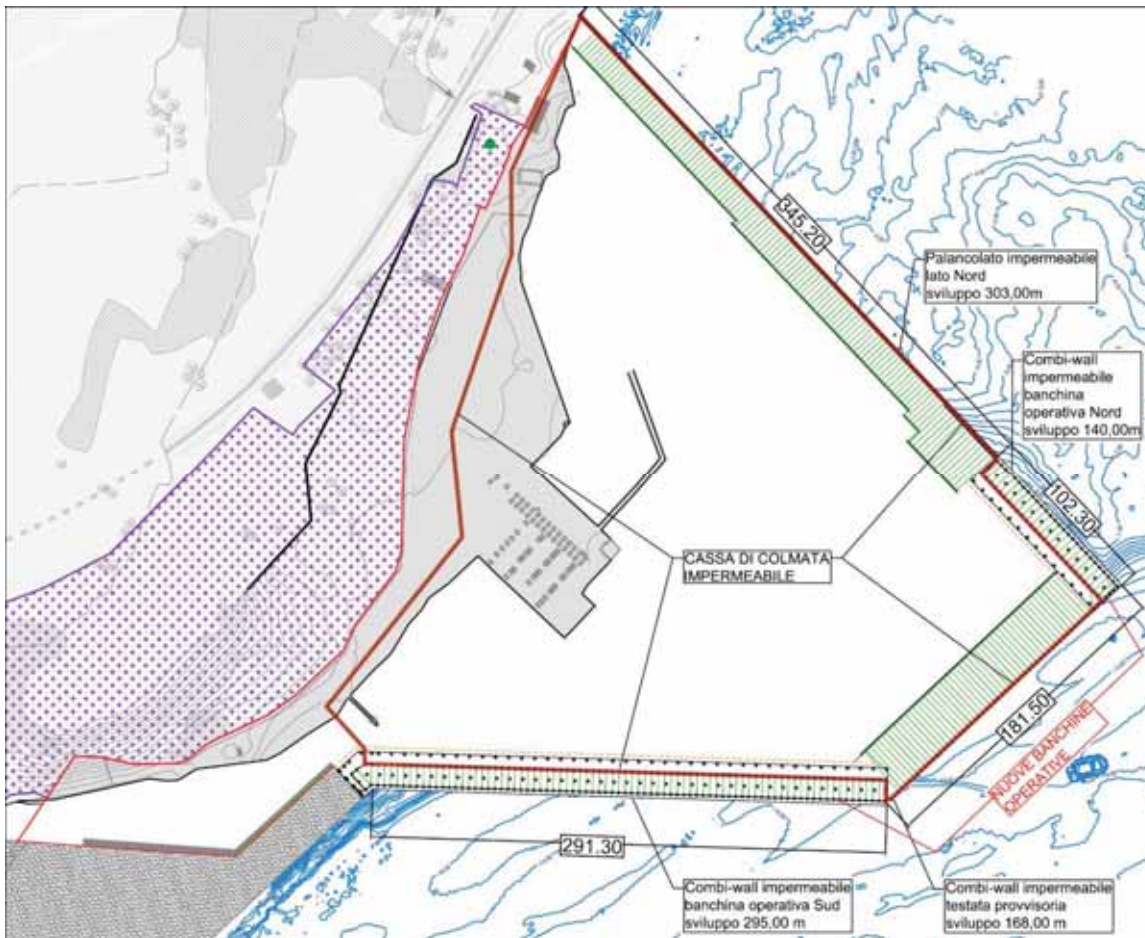 345.20
Palancolato impermeabile
lato Nord
sviluppo 303,00m
Combi-wall
impermeabile
banchina
operativa Nord
sviluppo 140,00m
102.30
CASSA DI COLMATA
IMPERMEABILE
181.50
NUOVE BANCHINE
OPERATIVE
291.30
Combi-wall impermeabile
banchina operativa Sud
sviluppo 295,00 m
Combi-wall impermeabile
testata provvisoria
sviluppo 168,00 m